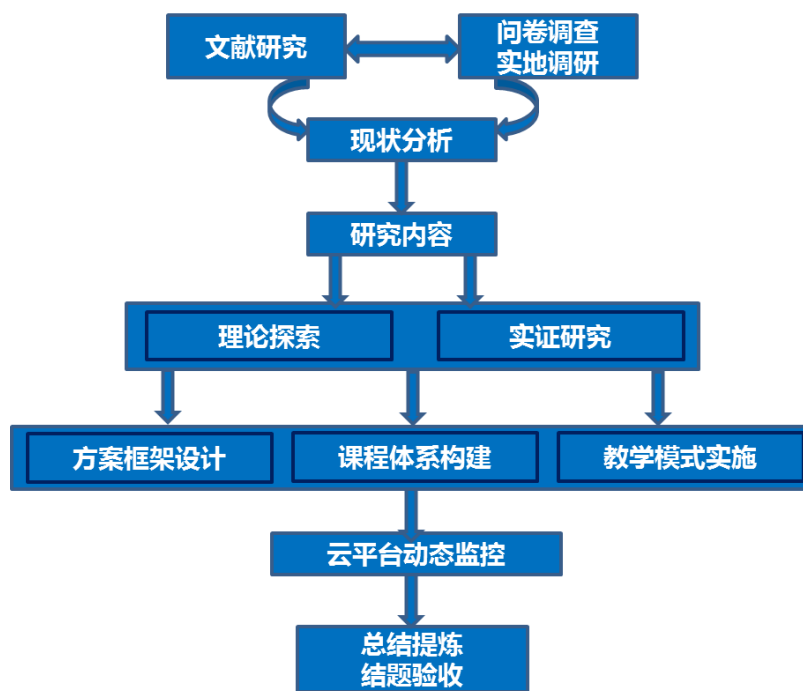 文献研究
问卷调查
实地调研
现状分析
研究内容
理论探索
实证研究
方案框架设计
课程体系构建
教学模式实施
云平台动态监控
总结提炼
结题验收